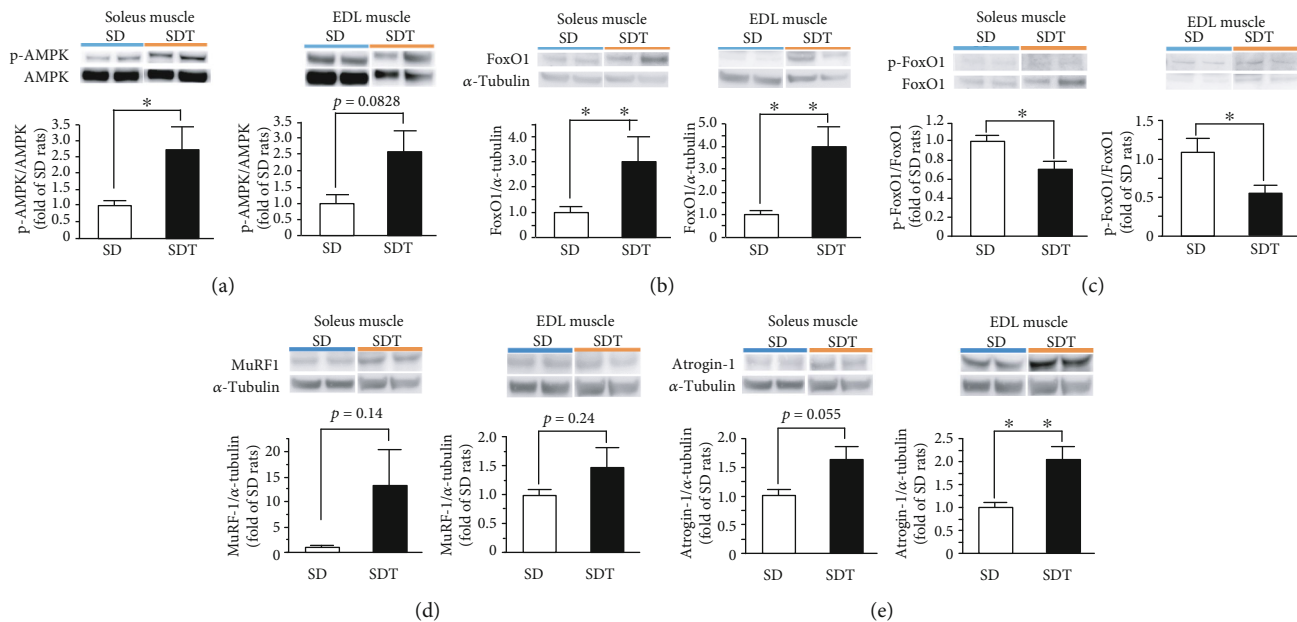 Soleus muscle
SD SDT
p-AMPK
AMPK
*
p-AMPK/AMPK
(fold of SD rats)
3.5
3.0
2.5
2.0
1.5
1.0
0.5
0
SD SDT
EDL muscle
SD SDT
p = 0.0828
p-AMPK/AMPK
(fold of SD rats)
3.5
3.0
2.5
2.0
1.5
1.0
0.5
0.0
SD SDT
(a)
Soleus muscle
SD SDT
FoxO1
α-Tubulin
* *
FoxO1/α-tubulin
5.0
4.0
3.0
2.0
1.0
0
SD SDT
EDL muscle
SD SDT
* *
FoxO1/α-tubulin
5.0
4.0
3.0
2.0
1.0
0
SD SDT
(b)
Soleus muscle
SD SDT
p-FoxO1
FoxO1
*
p-FoxO1/FoxO1
(fold of SD rats)
1.0
0.8
0.6
0.4
0.2
0
SD SDT
EDL muscle
SD SDT
*
p-FoxO1/FoxO1
(fold of SD rats)
1.5
1.0
0.5
0
SD SDT
(c)
Soleus muscle
SD SDT
MuRF1
α-Tubulin
p = 0.14
MuRF-1/α-tubulin
(fold of SD rats)
25
20
15
10
5
0
SD SDT
EDL muscle
SD SDT
p = 0.24
MuRF-1/α-tubulin
(fold of SD rats)
2.0
1.5
1.0
0.5
0
SD SDT
(d)
Soleus muscle
SD SDT
Atrogin-1
α-Tubulin
p = 0.055
Atrogin-1/α-tubulin
(fold of SD rats)
2.0
1.5
1.0
0.5
0
SD SDT
EDL muscle
SD SDT
* *
Atrogin-1/α-tubulin
(fold of SD rats)
2.5
2.0
1.5
1.0
0.5
0
SD SDT
(e)